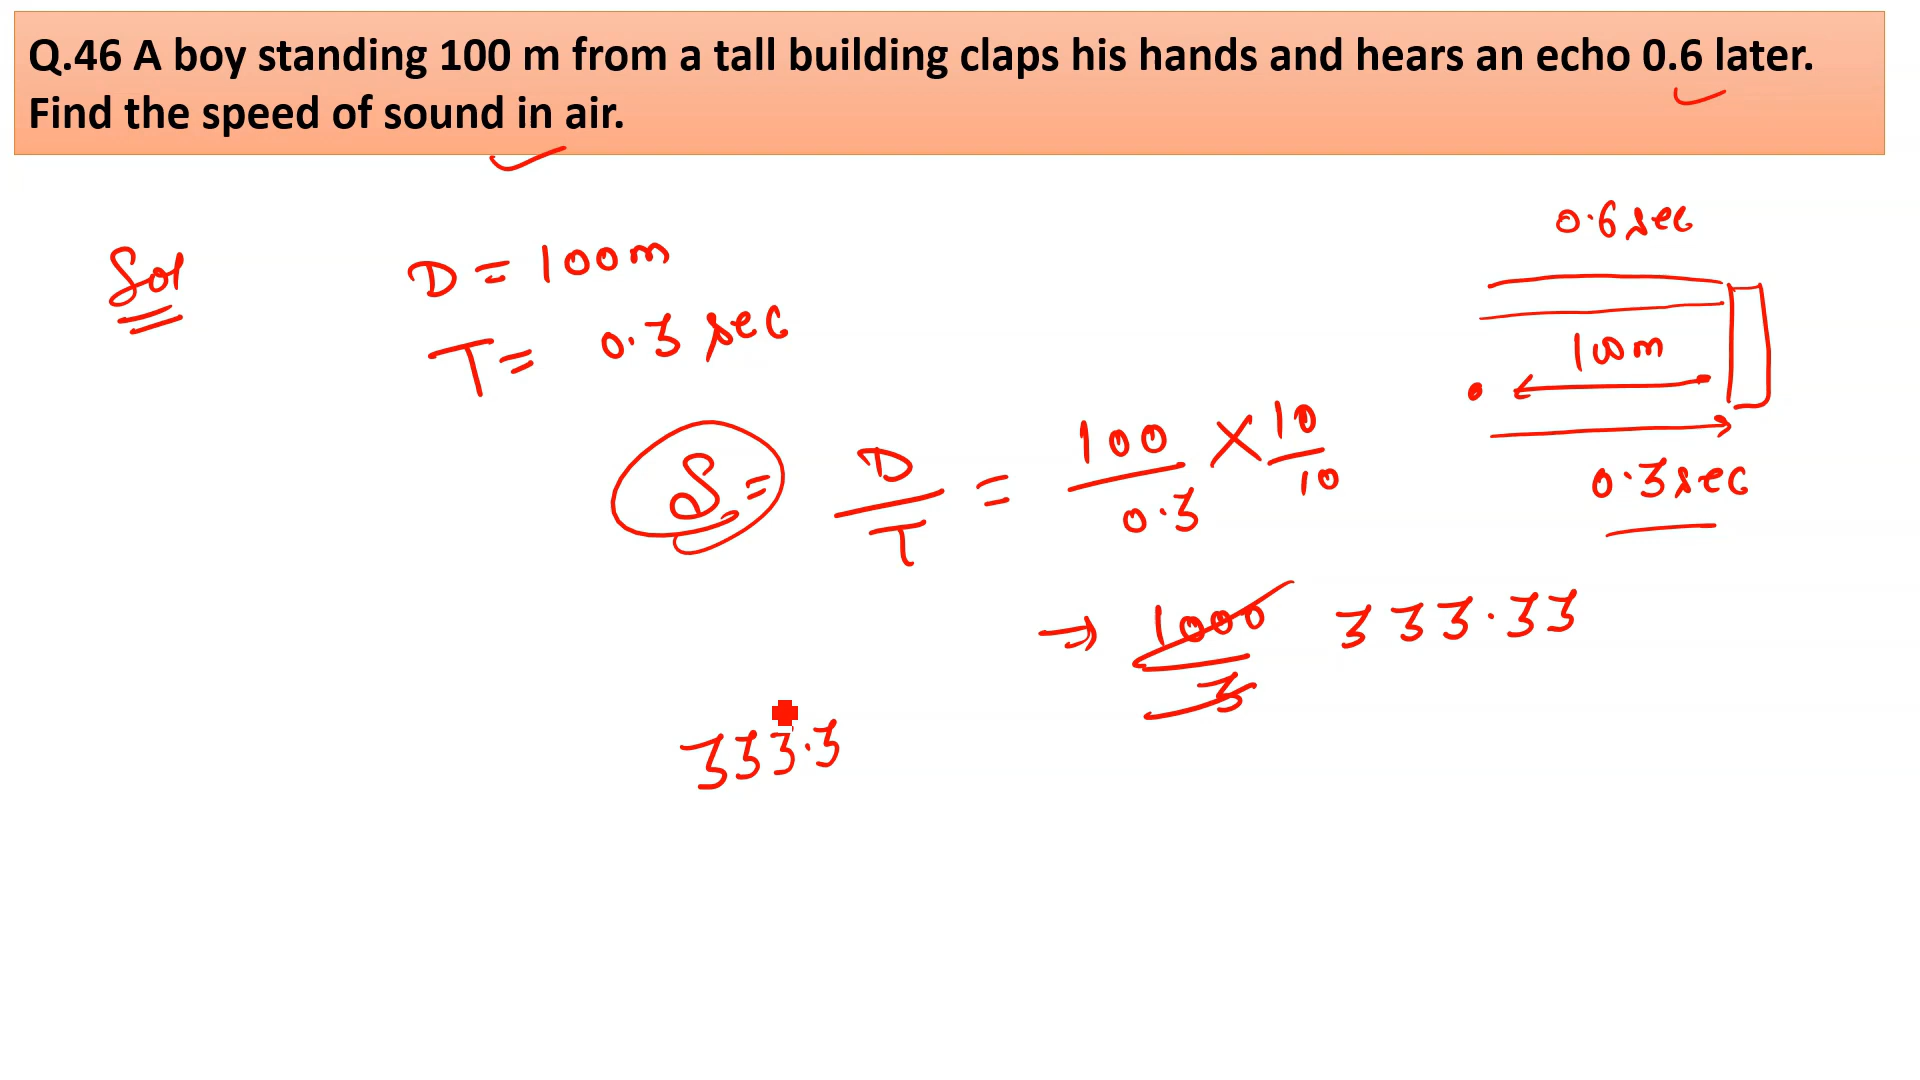 Q.46 A boy standing 100 m from a tall building claps his hands and hears an echo 0.6 later.
Find the speed of sound in air.
Sol
D = 100m
T = 0.3 sec
0.6 sec
100m
0.3 sec
S = D/T = 100/0.3 × 10/10
→ 1000/3 333.33
333.3